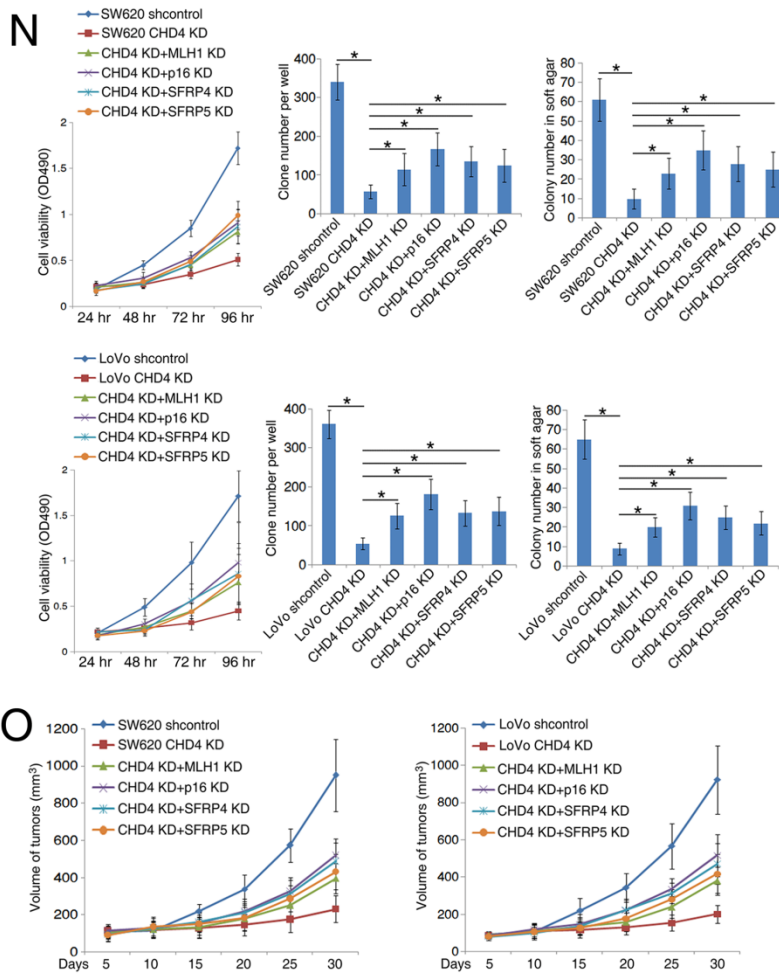 N
SW620 shcontrol
SW620 CHD4 KD
CHD4 KD+MLH1 KD
CHD4 KD+p16 KD
CHD4 KD+SFRP4 KD
CHD4 KD+SFRP5 KD
Cell viability (OD490)
2
1.5
1
0.5
0
24 hr 48 hr 72 hr 96 hr
Clone number per well
400
300
200
100
0
* * * * *
SW620 shcontrol
SW620 CHD4 KD
CHD4 KD+MLH1 KD
CHD4 KD+p16 KD
CHD4 KD+SFRP4 KD
CHD4 KD+SFRP5 KD
Colony number in soft agar
80
70
60
50
40
30
20
10
0
* * * * *
SW620 shcontrol
SW620 CHD4 KD
CHD4 KD+MLH1 KD
CHD4 KD+p16 KD
CHD4 KD+SFRP4 KD
CHD4 KD+SFRP5 KD
LoVo shcontrol
LoVo CHD4 KD
CHD4 KD+MLH1 KD
CHD4 KD+p16 KD
CHD4 KD+SFRP4 KD
CHD4 KD+SFRP5 KD
Cell viability (OD490)
2
1.5
1
0.5
0
24 hr 48 hr 72 hr 96 hr
Clone number per well
400
300
200
100
0
* * * * *
LoVo shcontrol
LoVo CHD4 KD
CHD4 KD+MLH1 KD
CHD4 KD+p16 KD
CHD4 KD+SFRP4 KD
CHD4 KD+SFRP5 KD
Colony number in soft agar
80
70
60
50
40
30
20
10
0
* * * * *
LoVo shcontrol
LoVo CHD4 KD
CHD4 KD+MLH1 KD
CHD4 KD+p16 KD
CHD4 KD+SFRP4 KD
CHD4 KD+SFRP5 KD
O
Volume of tumors (mm³)
1200
1000
800
600
400
200
0
SW620 shcontrol
SW620 CHD4 KD
CHD4 KD+MLH1 KD
CHD4 KD+p16 KD
CHD4 KD+SFRP4 KD
CHD4 KD+SFRP5 KD
Days 5 10 15 20 25 30
Volume of tumors (mm³)
1200
1000
800
600
400
200
0
LoVo shcontrol
LoVo CHD4 KD
CHD4 KD+MLH1 KD
CHD4 KD+p16 KD
CHD4 KD+SFRP4 KD
CHD4 KD+SFRP5 KD
Days 5 10 15 20 25 30